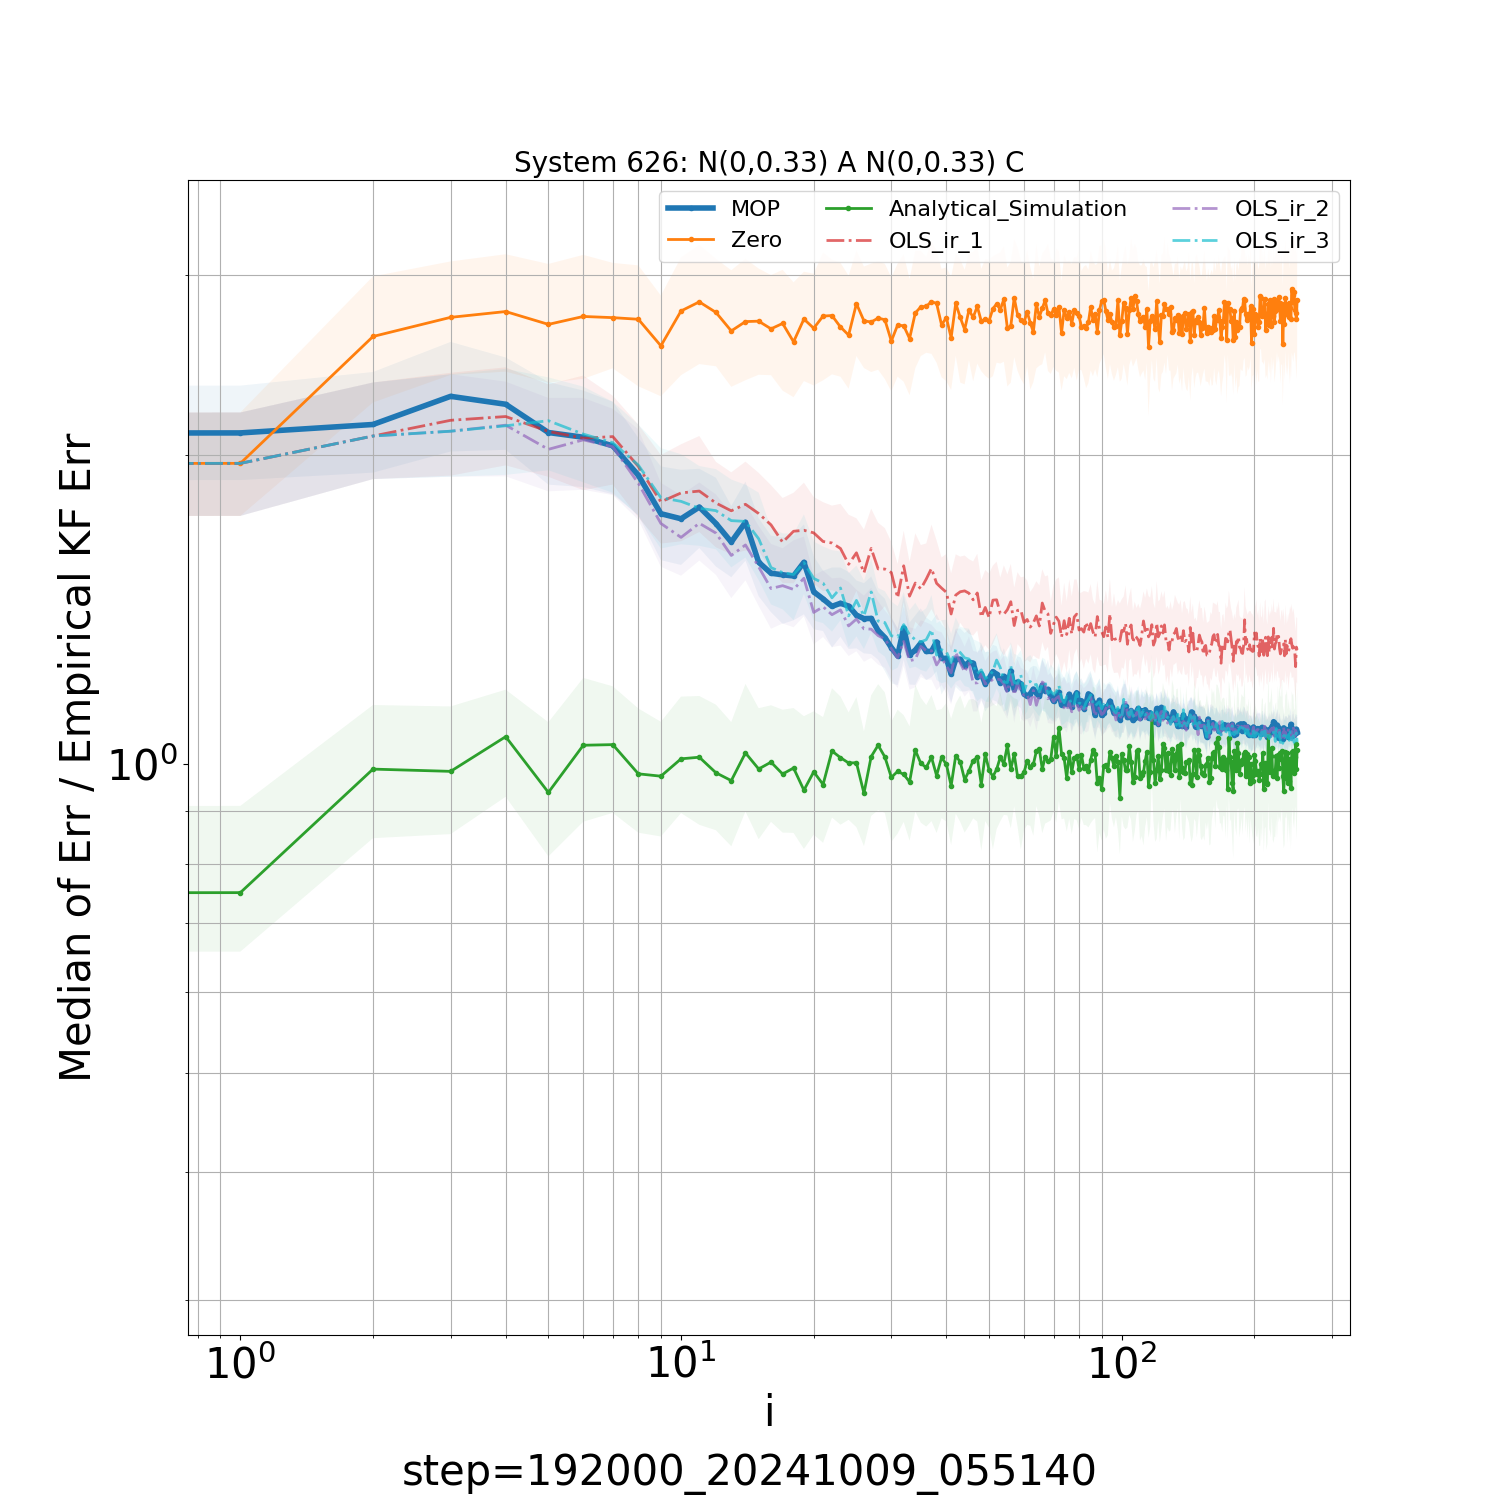 System 626: N(0,0.33) A N(0,0.33) C
MOP
Zero
Analytical_Simulation
OLS_ir_1
OLS_ir_2
OLS_ir_3
Median of Err / Empirical KF Err
10⁰
10⁰
10¹
10²
i
step=192000_20241009_055140